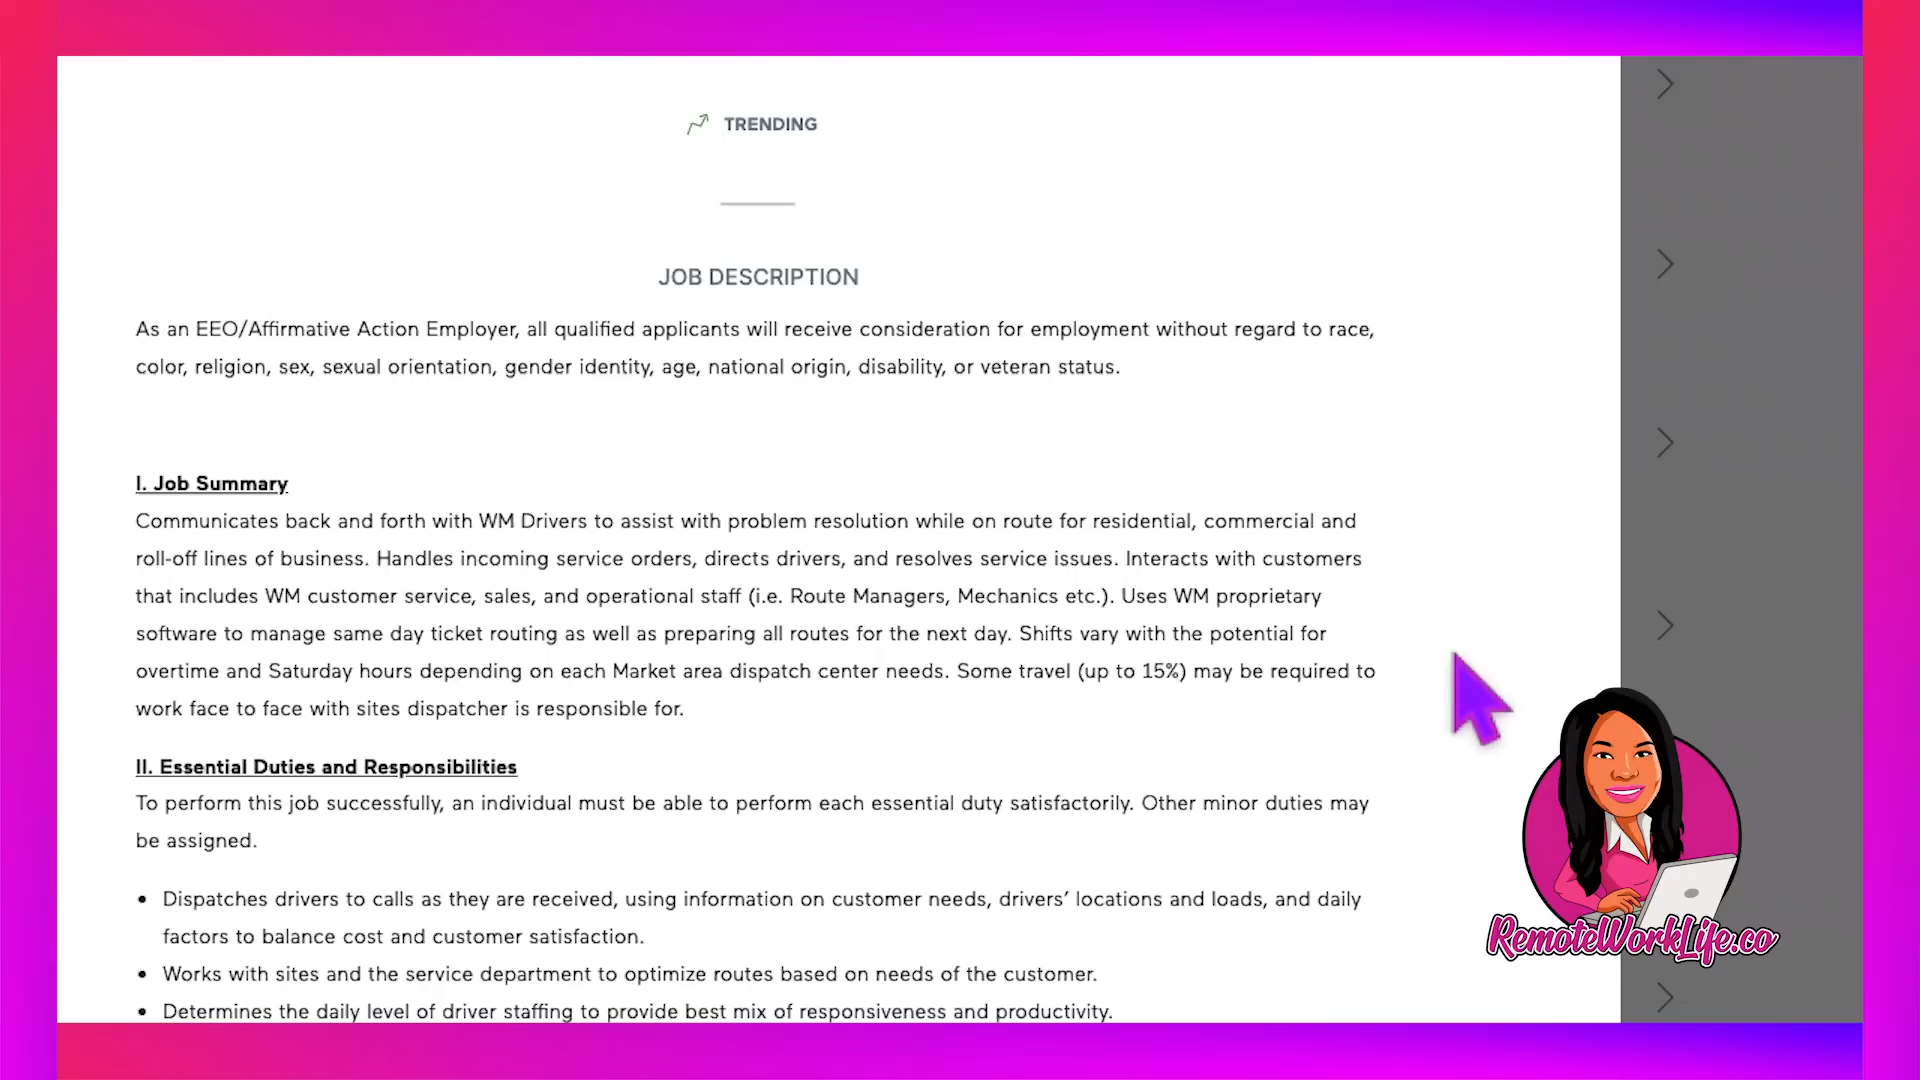 TRENDING
JOB DESCRIPTION
As an EEO/Affirmative Action Employer, all qualified applicants will receive consideration for employment without regard to race,
color, religion, sex, sexual orientation, gender identity, age, national origin, disability, or veteran status.
I. Job Summary
Communicates back and forth with WM Drivers to assist with problem resolution while on route for residential, commercial and
roll-off lines of business. Handles incoming service orders, directs drivers, and resolves service issues. Interacts with customers
that includes WM customer service, sales, and operational staff (i.e. Route Managers, Mechanics etc.). Uses WM proprietary
software to manage same day ticket routing as well as preparing all routes for the next day. Shifts vary with the potential for
overtime and Saturday hours depending on each Market area dispatch center needs. Some travel (up to 15%) may be required to
work face to face with sites dispatcher is responsible for.
II. Essential Duties and Responsibilities
To perform this job successfully, an individual must be able to perform each essential duty satisfactorily. Other minor duties may
be assigned.
• Dispatches drivers to calls as they are received, using information on customer needs, drivers’ locations and loads, and daily
factors to balance cost and customer satisfaction.
• Works with sites and the service department to optimize routes based on needs of the customer.
• Determines the daily level of driver staffing to provide best mix of responsiveness and productivity.
RemoteWorkLife.co